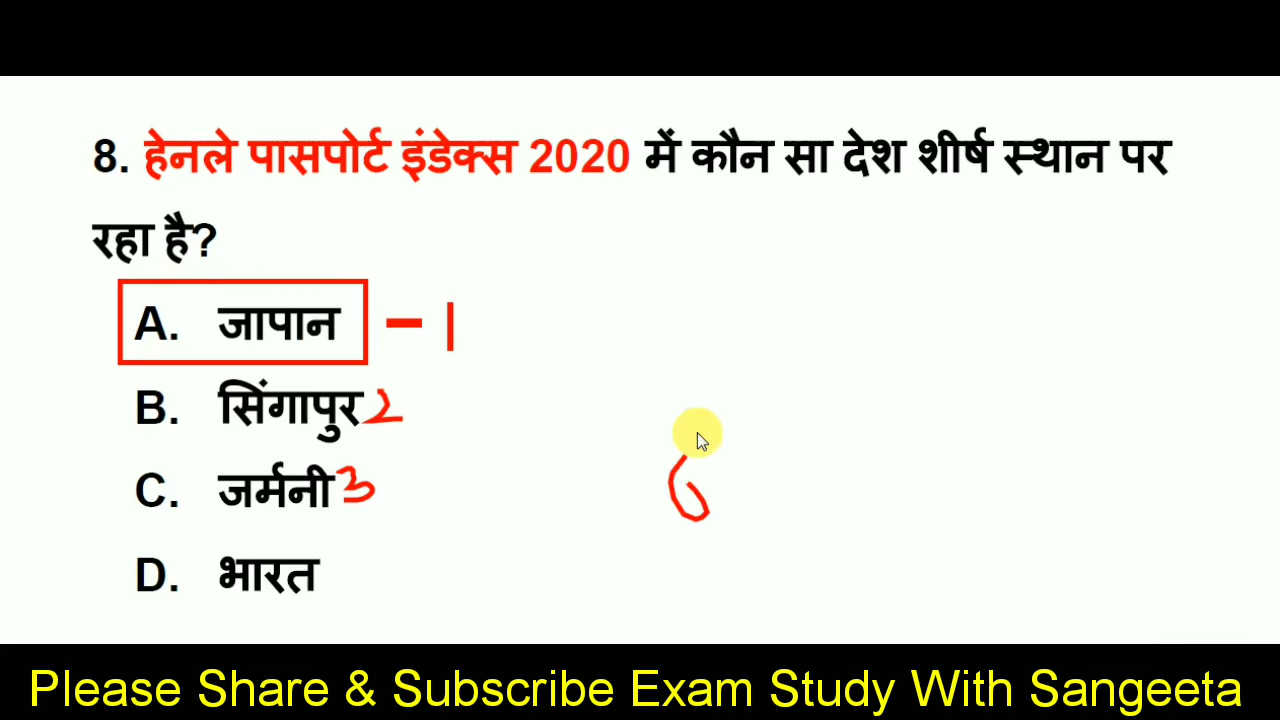 8. हेनले पासपोर्ट इंडेक्स 2020 में कौन सा देश शीर्ष स्थान पर
रहा है?
A. जापान - 1
B. सिंगापुर 2
C. जर्मनी 3
6
D. भारत
Please Share & Subscribe Exam Study With Sangeeta